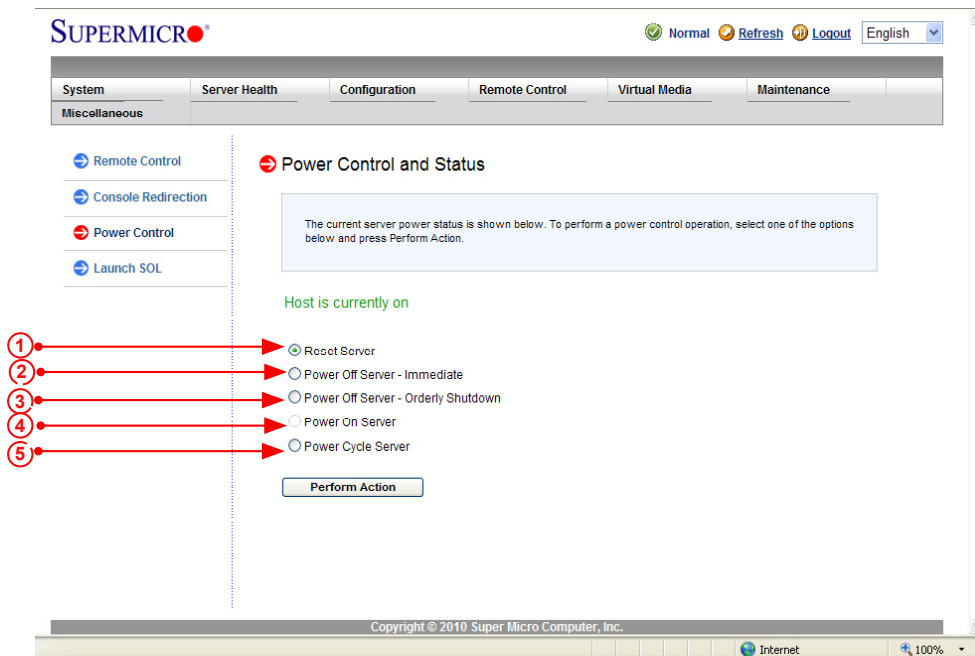 SUPERMICR
Normal Refresh Logout English
System Server Health Configuration Remote Control Virtual Media Maintenance
Miscellaneous
Remote Control
Console Redirection
Power Control
Launch SOL
Power Control and Status
The current server power status is shown below. To perform a power control operation, select one of the options
below and press Perform Action.
Host is currently on
1 Reset Server
2 Power Off Server - Immediate
3 Power Off Server - Orderly Shutdown
4 Power On Server
5 Power Cycle Server
Perform Action
Copyright © 2010 Super Micro Computer, Inc.
Internet 100%